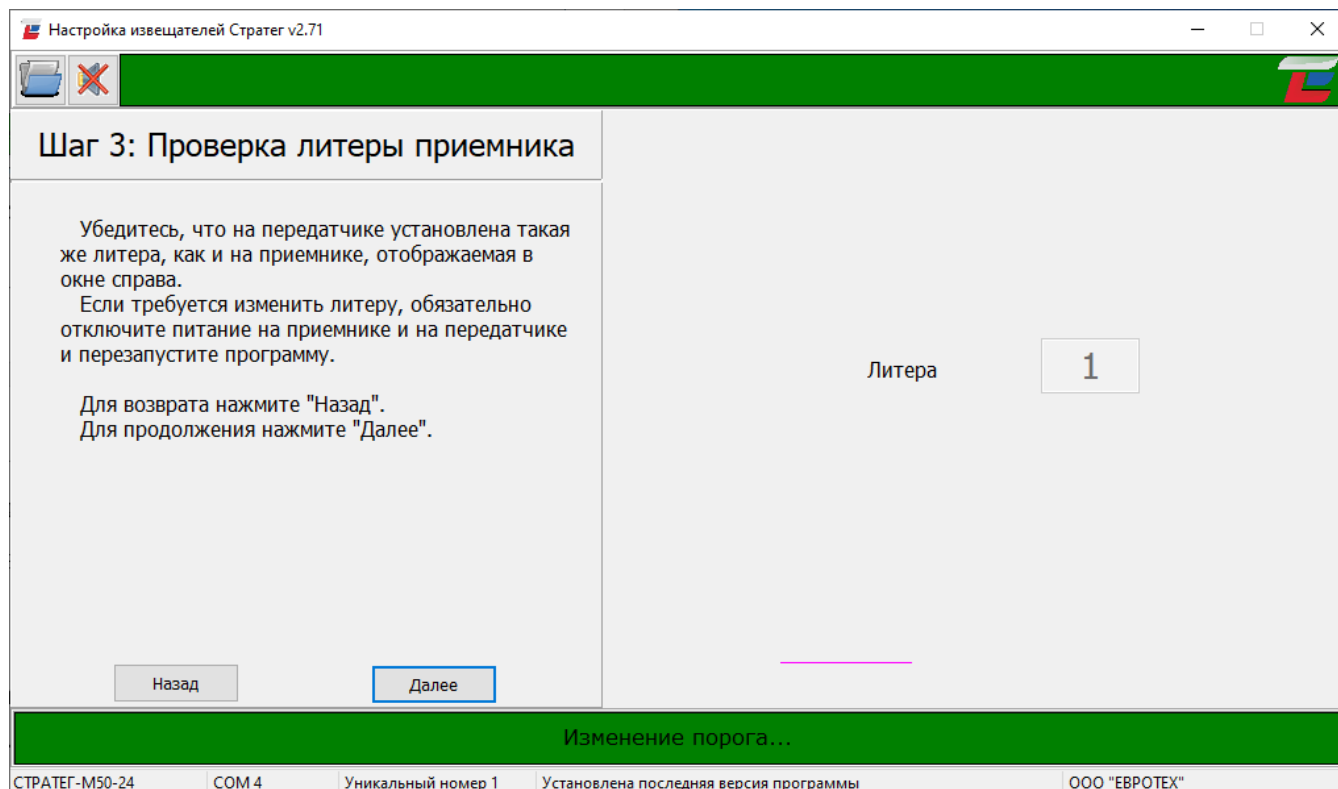 Настройка извещателей Стратег v2.71
Шаг 3: Проверка литеры приемника
Убедитесь, что на передатчике установлена такая
же литера, как и на приемнике, отображаемая в
окне справа.
Если требуется изменить литеру, обязательно
отключите питание на приемнике и на передатчике
и перезапустите программу.
Для возврата нажмите "Назад".
Для продолжения нажмите "Далее".
Литера 1
Назад Далее
Изменение порога...
СТРАТЕГ-М50-24 COM 4 Уникальный номер 1 Установлена последняя версия программы ООО "ЕВРОТЕХ"